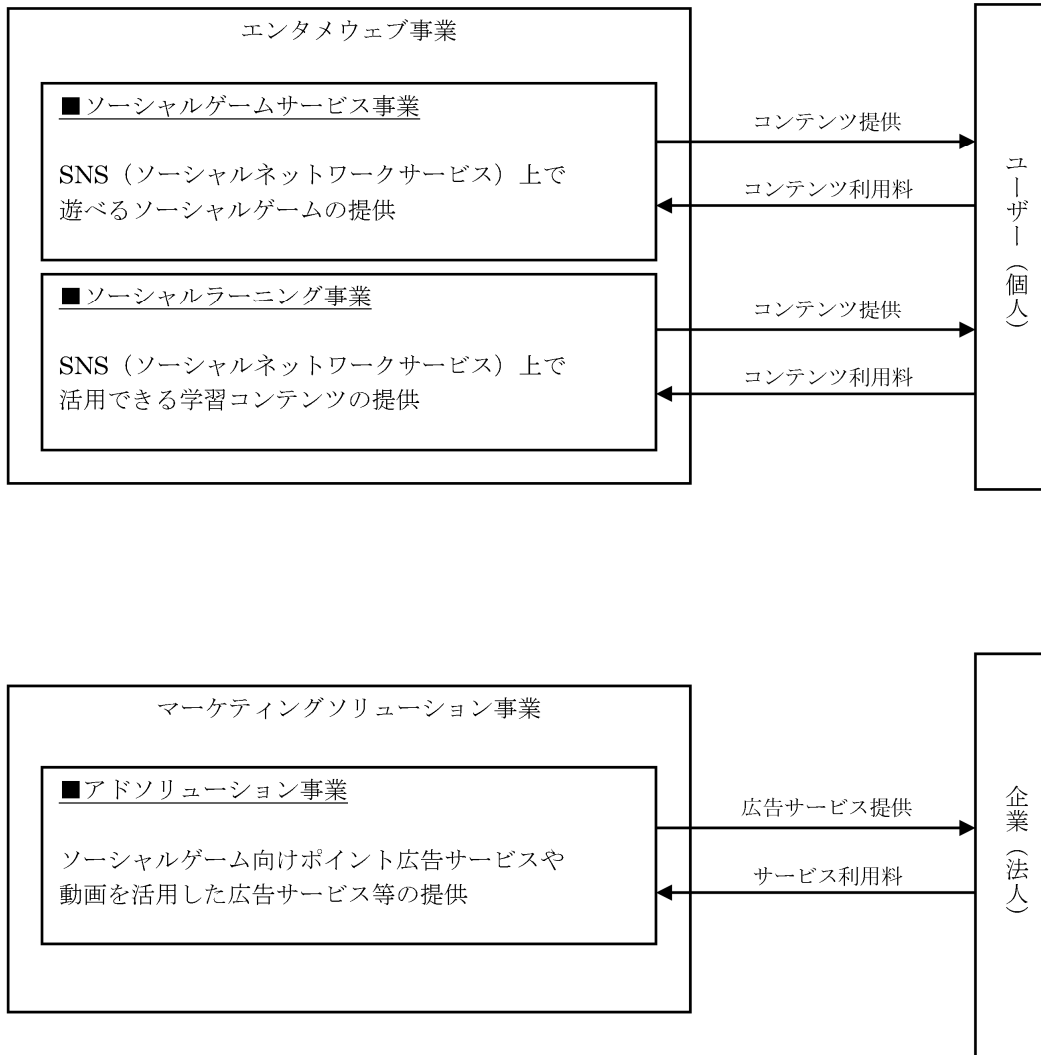 エンタメウェブ事業
■ソーシャルゲームサービス事業
SNS（ソーシャルネットワークサービス）上で
遊べるソーシャルゲームの提供
コンテンツ提供
コンテンツ利用料
■ソーシャルラーニング事業
SNS（ソーシャルネットワークサービス）上で
活用できる学習コンテンツの提供
コンテンツ提供
コンテンツ利用料
ユーザー（個人）
マーケティングソリューション事業
■アドソリューション事業
ソーシャルゲーム向けポイント広告サービスや
動画を活用した広告サービス等の提供
広告サービス提供
サービス利用料
企業（法人）